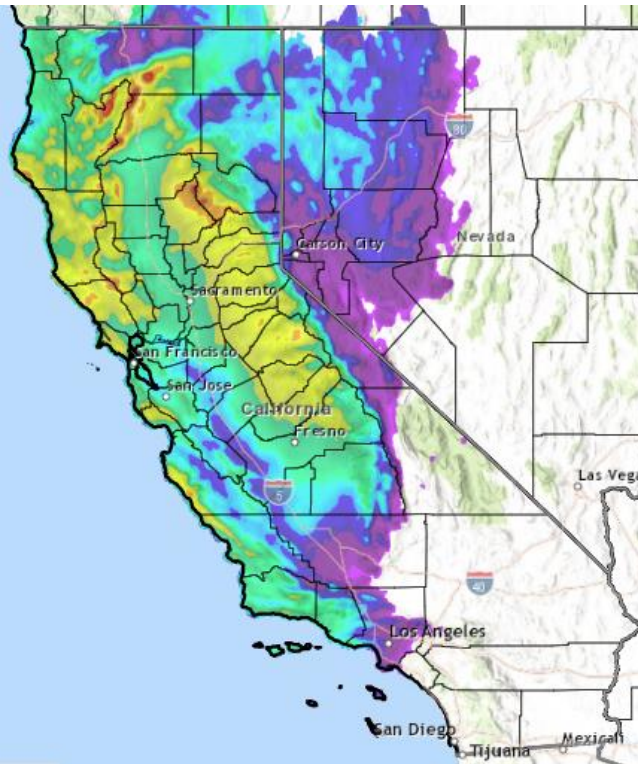 80
Carson City
Nevada
Sacramento
San Francisco
San Jose
California
Fresno
5
Las Vega
40
Los Angeles
San Diego
Tijuana
Mexicali